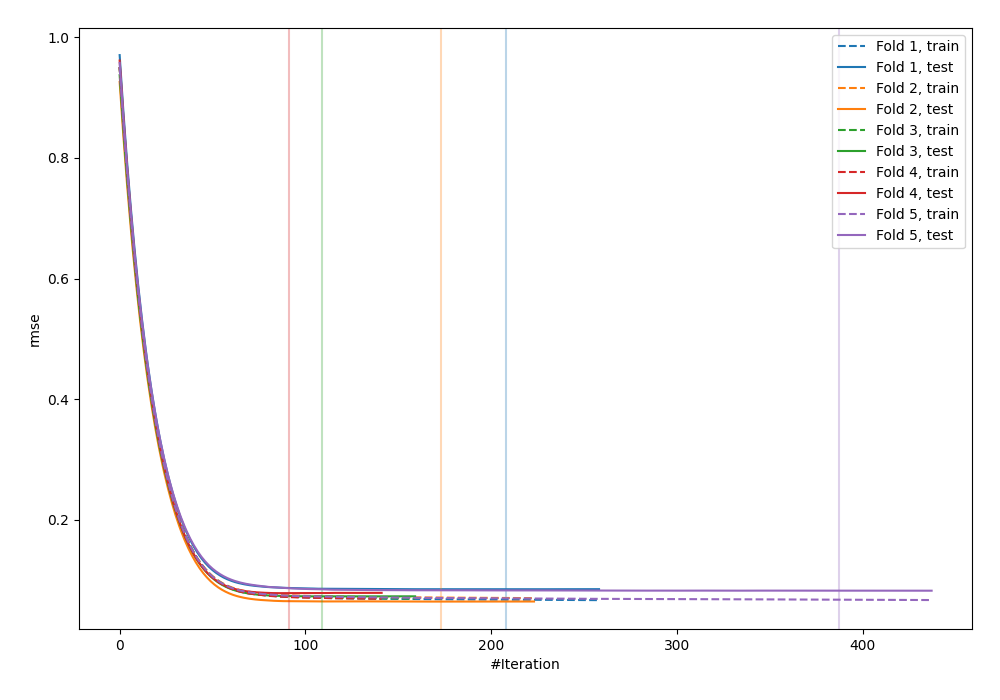 1.0
0.8
0.6
0.4
0.2
rmse
0
100
200
300
400
#Iteration
Fold 1, train
Fold 1, test
Fold 2, train
Fold 2, test
Fold 3, train
Fold 3, test
Fold 4, train
Fold 4, test
Fold 5, train
Fold 5, test